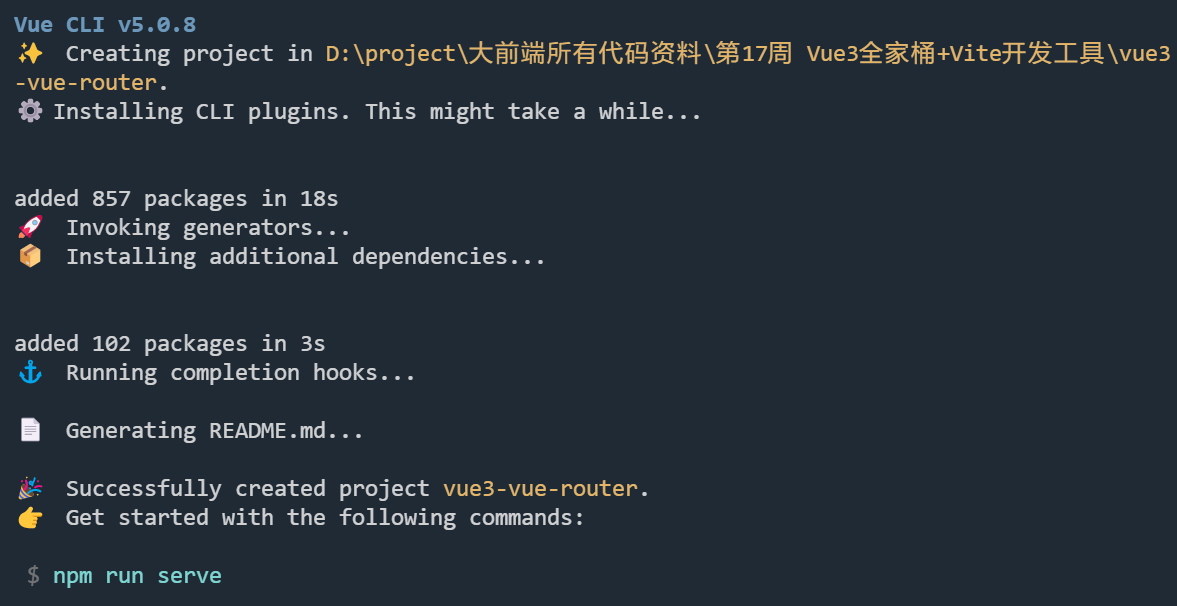 Vue CLI v5.0.8
✨  Creating project in D:\project\大前端所有代码资料\第17周 Vue3全家桶+Vite开发工具\vue3
-vue-router.
⚙️ Installing CLI plugins. This might take a while...
added 857 packages in 18s
🚀  Invoking generators...
📦  Installing additional dependencies...
added 102 packages in 3s
⚓  Running completion hooks...
📄  Generating README.md...
🎉  Successfully created project vue3-vue-router.
👉  Get started with the following commands:
$ npm run serve